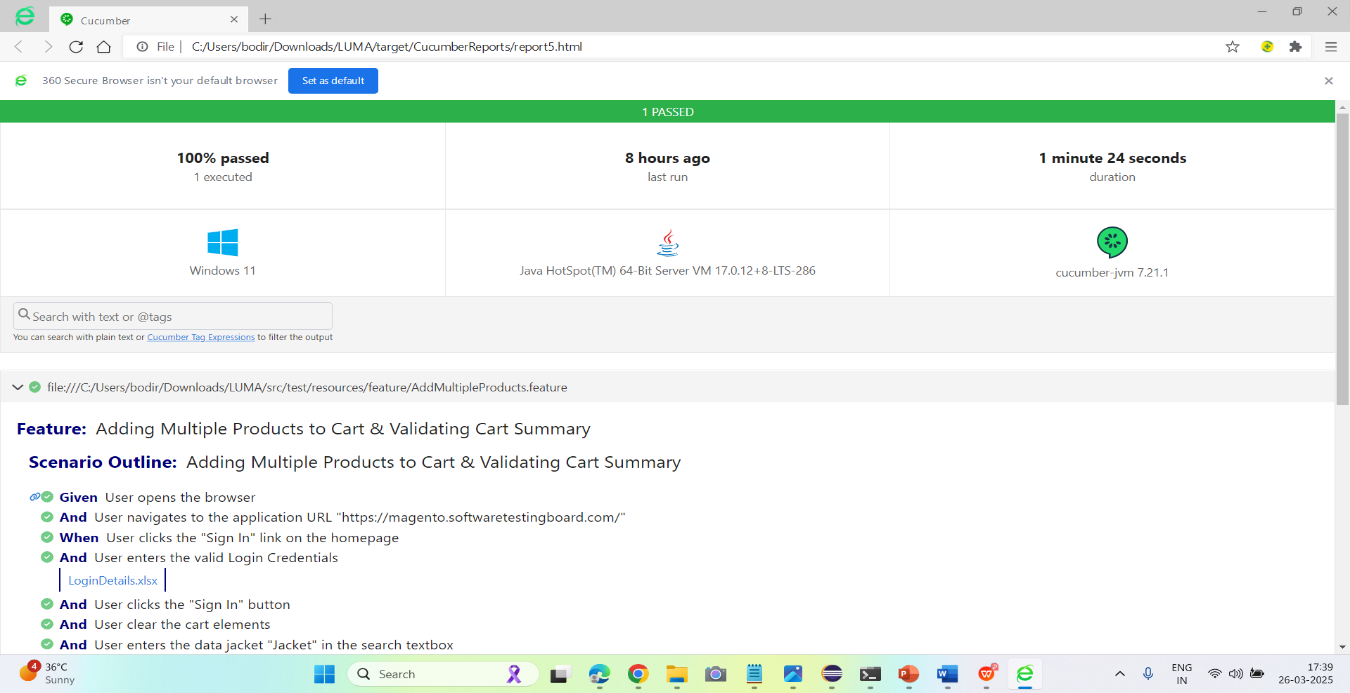 Cucumber
File | C:/Users/bodir/Downloads/LUMA/target/CucumberReports/report5.html
360 Secure Browser isn't your default browser Set as default
1 PASSED
100% passed
1 executed
8 hours ago
last run
1 minute 24 seconds
duration
Windows 11
Java HotSpot(TM) 64-Bit Server VM 17.0.12+8-LTS-286
cucumber-jvm 7.21.1
Search with text or @tags
You can search with plain text or Cucumber Tag Expressions to filter the output
file:///C:/Users/bodir/Downloads/LUMA/src/test/resources/feature/AddMultipleProducts.feature
Feature: Adding Multiple Products to Cart & Validating Cart Summary
Scenario Outline: Adding Multiple Products to Cart & Validating Cart Summary
Given User opens the browser
And User navigates to the application URL "https://magento.softwaretestingboard.com/"
When User clicks the "Sign In" link on the homepage
And User enters the valid Login Credentials
LoginDetails.xlsx
And User clicks the "Sign In" button
And User clear the cart elements
And User enters the data jacket "Jacket" in the search textbox
4
36°C
Sunny
Search
ENG
IN
17:39
26-03-2025